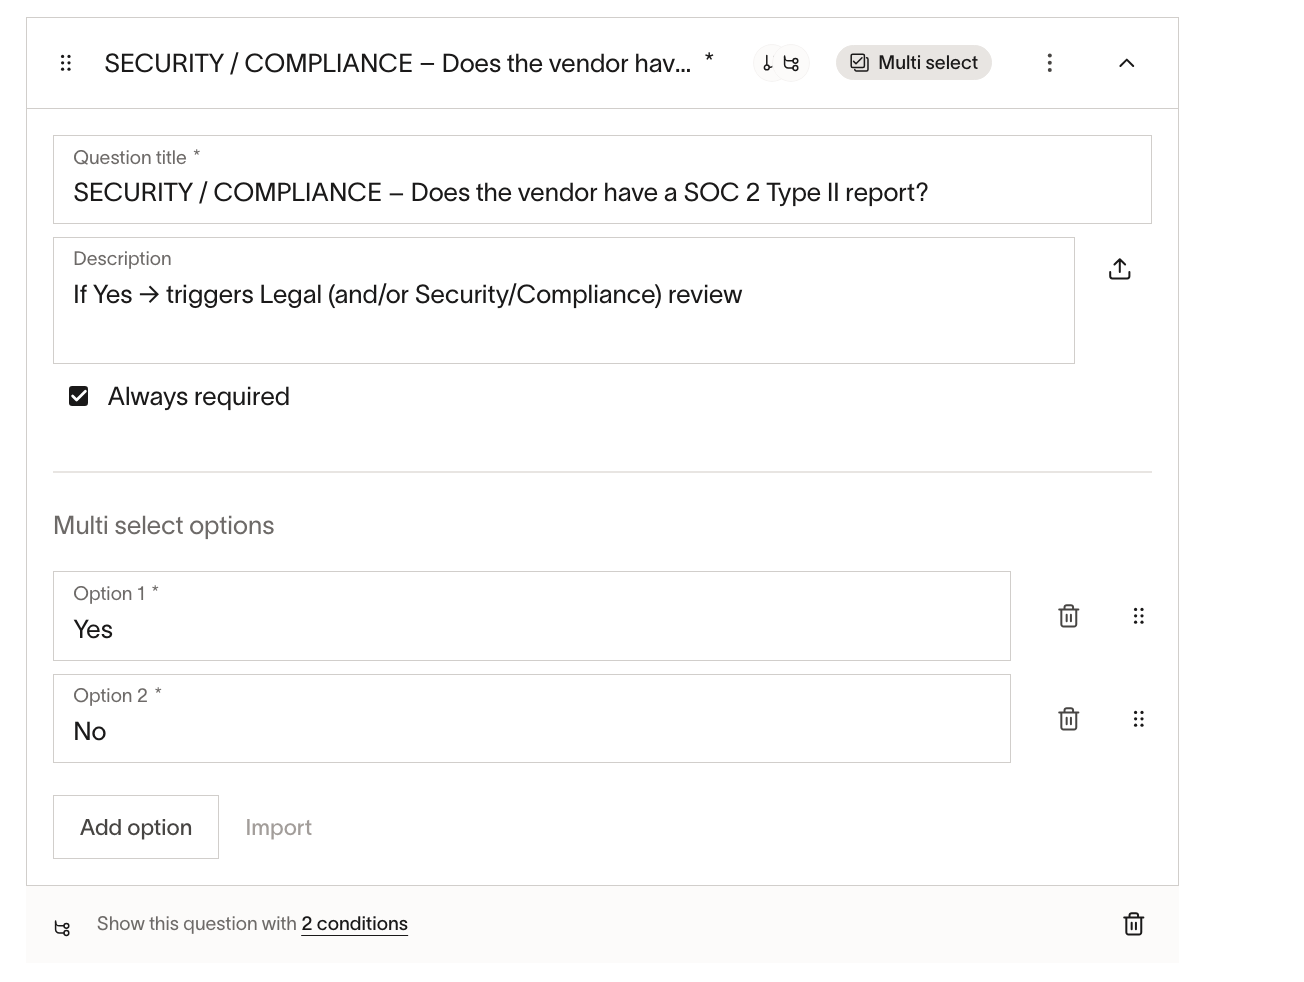 SECURITY / COMPLIANCE – Does the vendor hav... *
Multi select
Question title *
SECURITY / COMPLIANCE – Does the vendor have a SOC 2 Type II report?
Description
If Yes → triggers Legal (and/or Security/Compliance) review
Always required
Multi select options
Option 1 *
Yes
Option 2 *
No
Add option
Import
Show this question with 2 conditions